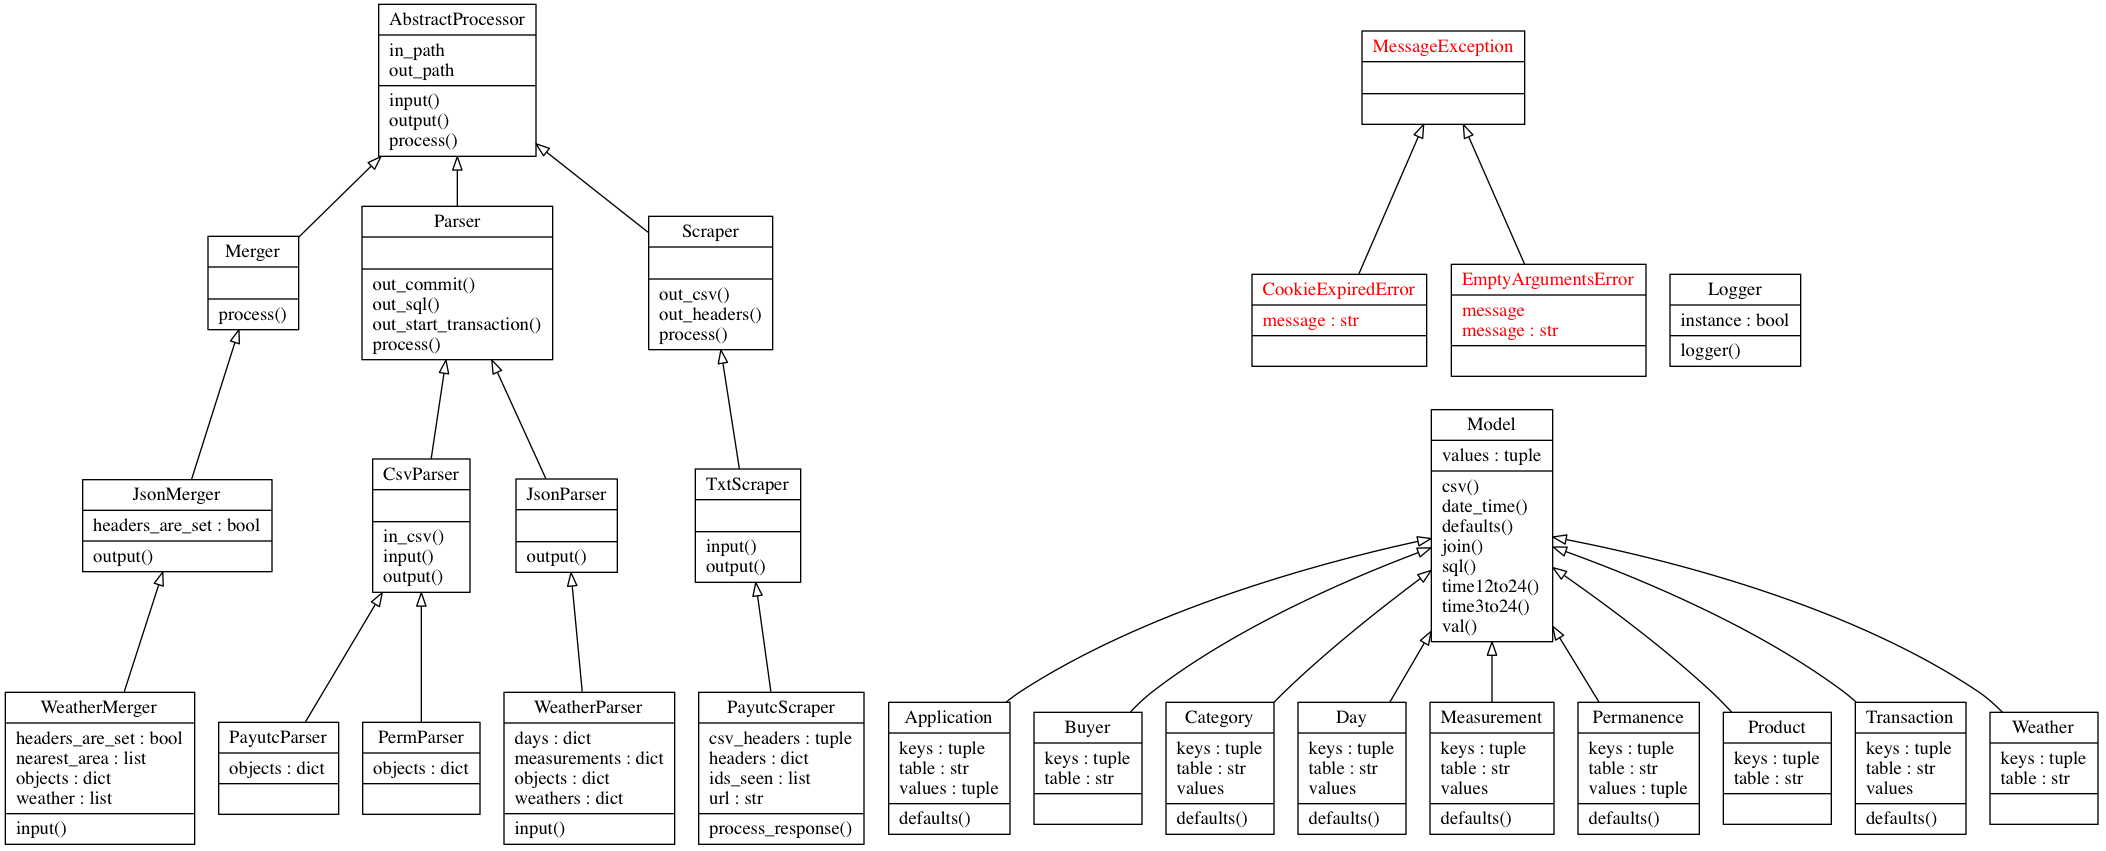 AbstractProcessor
in_path
out_path
input()
output()
process()
MessageException
Merger
process()
Parser
out_commit()
out_sql()
out_start_transaction()
process()
Scraper
out_csv()
out_headers()
process()
CookieExpiredError
message : str
EmptyArgumentsError
message
message : str
Logger
instance : bool
logger()
JsonMerger
headers_are_set : bool
output()
CsvParser
in_csv()
input()
output()
JsonParser
output()
TxtScraper
input()
output()
Model
values : tuple
csv()
date_time()
defaults()
join()
sql()
time12to24()
time3to24()
val()
WeatherMerger
headers_are_set : bool
nearest_area : list
objects : dict
weather : list
input()
PayutcParser
objects : dict
PermParser
objects : dict
WeatherParser
days : dict
measurements : dict
objects : dict
weathers : dict
input()
PayutcScraper
csv_headers : tuple
headers : dict
ids_seen : list
url : str
process_response()
Application
keys : tuple
table : str
values : tuple
defaults()
Buyer
keys : tuple
table : str
Category
keys : tuple
table : str
values
defaults()
Day
keys : tuple
table : str
values
defaults()
Measurement
keys : tuple
table : str
values
defaults()
Permanence
keys : tuple
table : str
values : tuple
defaults()
Product
keys : tuple
table : str
Transaction
keys : tuple
table : str
values
defaults()
Weather
keys : tuple
table : str